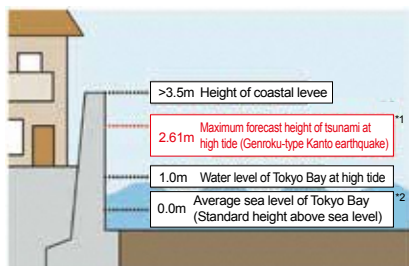 >3.5m Height of coastal levee
*1
2.61m Maximum forecast height of tsunami at
high tide (Genroku-type Kanto earthquake)
1.0m Water level of Tokyo Bay at high tide
*2
0.0m Average sea level of Tokyo Bay
(Standard height above sea level)